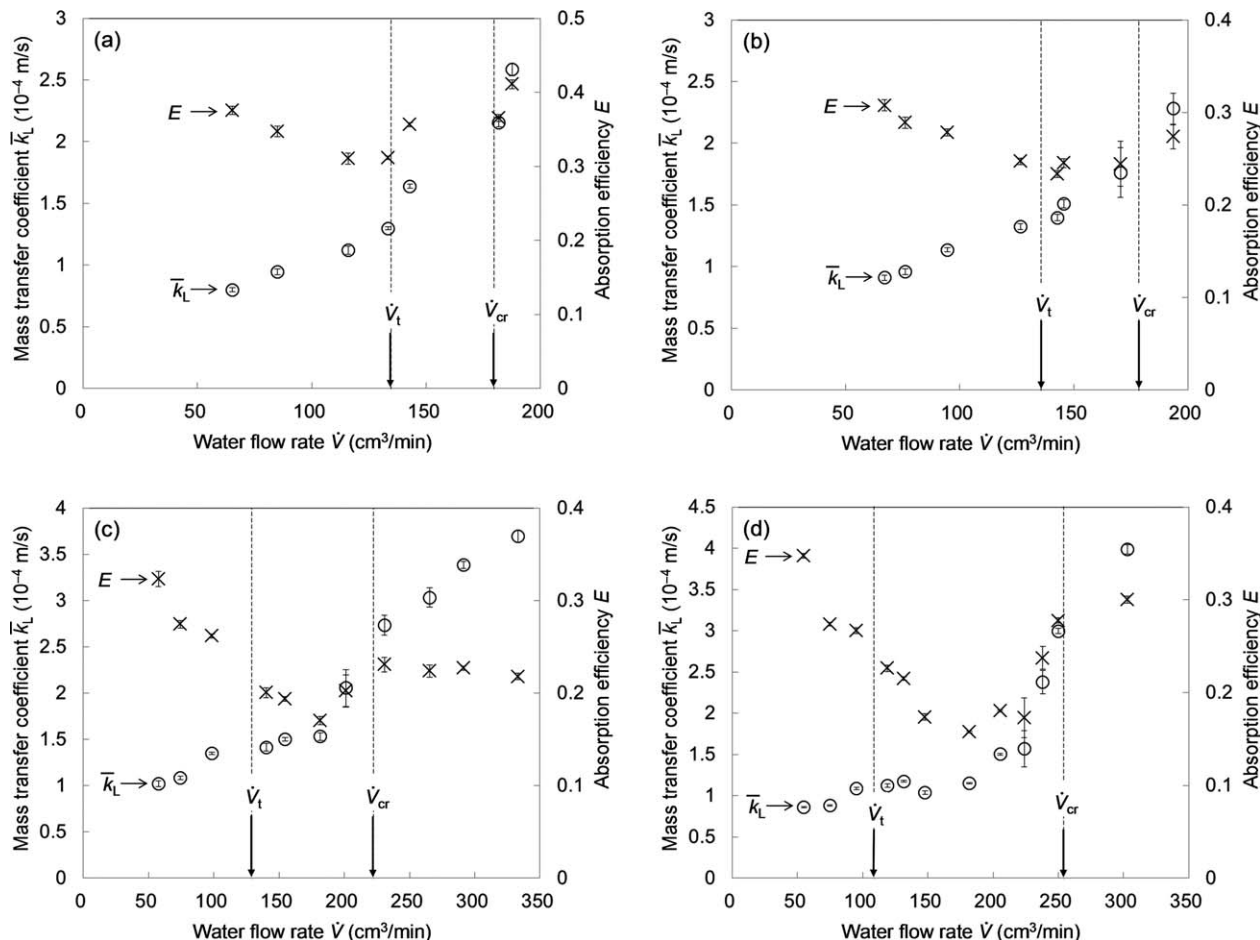 (a)
Mass transfer coefficient k̅L (10–4 m/s)
3
2.5
2
1.5
1
0.5
0
E
k̅L
V̇t
V̇cr
0.5
0.4
0.3
0.2
0.1
0
Absorption efficiency E
0 50 100 150 200
Water flow rate V̇ (cm3/min)
(b)
Mass transfer coefficient k̅L (10–4 m/s)
3
2.5
2
1.5
1
0.5
0
E
k̅L
V̇t
V̇cr
0.4
0.3
0.2
0.1
0
Absorption efficiency E
0 50 100 150 200
Water flow rate V̇ (cm3/min)
(c)
Mass transfer coefficient k̅L (10–4 m/s)
4
3.5
3
2.5
2
1.5
1
0.5
0
E
k̅L
V̇t
V̇cr
0.4
0.3
0.2
0.1
0
Absorption efficiency E
0 50 100 150 200 250 300 350
Water flow rate V̇ (cm3/min)
(d)
Mass transfer coefficient k̅L (10–4 m/s)
4.5
4
3.5
3
2.5
2
1.5
1
0.5
0
E
k̅L
V̇t
V̇cr
0.4
0.3
0.2
0.1
0
Absorption efficiency E
0 50 100 150 200 250 300 350
Water flow rate V̇ (cm3/min)